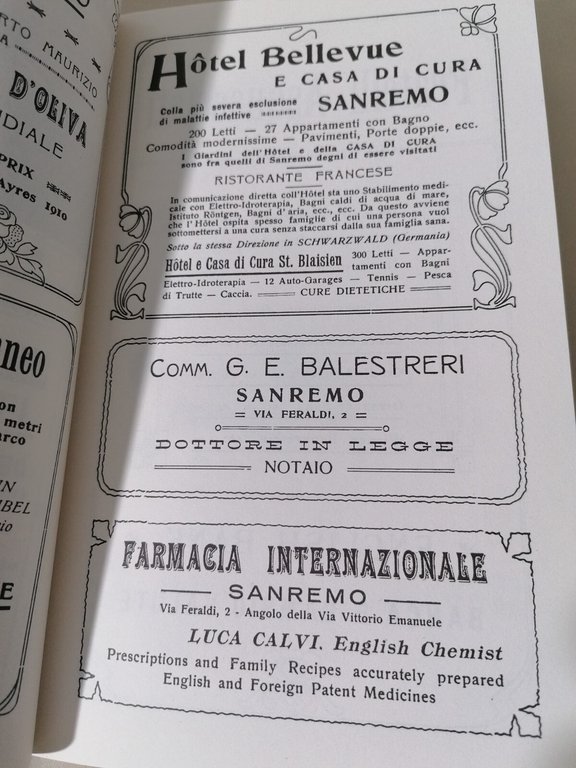 RTO MAURIZIO
A
D'OLIVA
DIALE
PRIX
Ayres 1910
neo
on
metri
arco
IN
IBEL
cio
E
Hôtel Bellevue
E CASA DI CURA
Colla più severa esclusione
di malattie infettive
SANREMO
200 Letti — 27 Appartamenti con Bagno
Comodità modernissime — Pavimenti, Porte doppie, ecc.
I Giardini dell'Hôtel e della CASA DI CURA
sono fra quelli di Sanremo degni di essere visitati
RISTORANTE FRANCESE
In comunicazione diretta coll'Hôtel sta uno Stabilimento medi-
cale con Elettro-Idroterapia, Bagni caldi di acqua di mare,
Istituto Röntgen, Bagni d'aria, ecc., ecc. Da questo avviene
che l'Hôtel ospita spesso famiglie di cui una persona vuol
sottomettersi a una cura senza staccarsi dalla sua famiglia sana.
Sotto la stessa Direzione in SCHWARZWALD (Germania)
Hôtel e Casa di Cura St. Blaisien
300 Letti — Appar-
tamenti con Bagni
Elettro-Idroterapia — 12 Auto-Garages — Tennis — Pesca
di Trutte — Caccia. — CURE DIETETICHE —
COMM. G. E. BALESTRERI
SANREMO
= VIA FERALDI, 2 =
DOTTORE IN LEGGE
NOTAIO
FARMACIA INTERNAZIONALE
— SANREMO —
Via Feraldi, 2 - Angolo della Via Vittorio Emanuele
LUCA CALVI. English Chemist
Prescriptions and Family Recipes accurately prepared
English and Foreign Patent Medicines